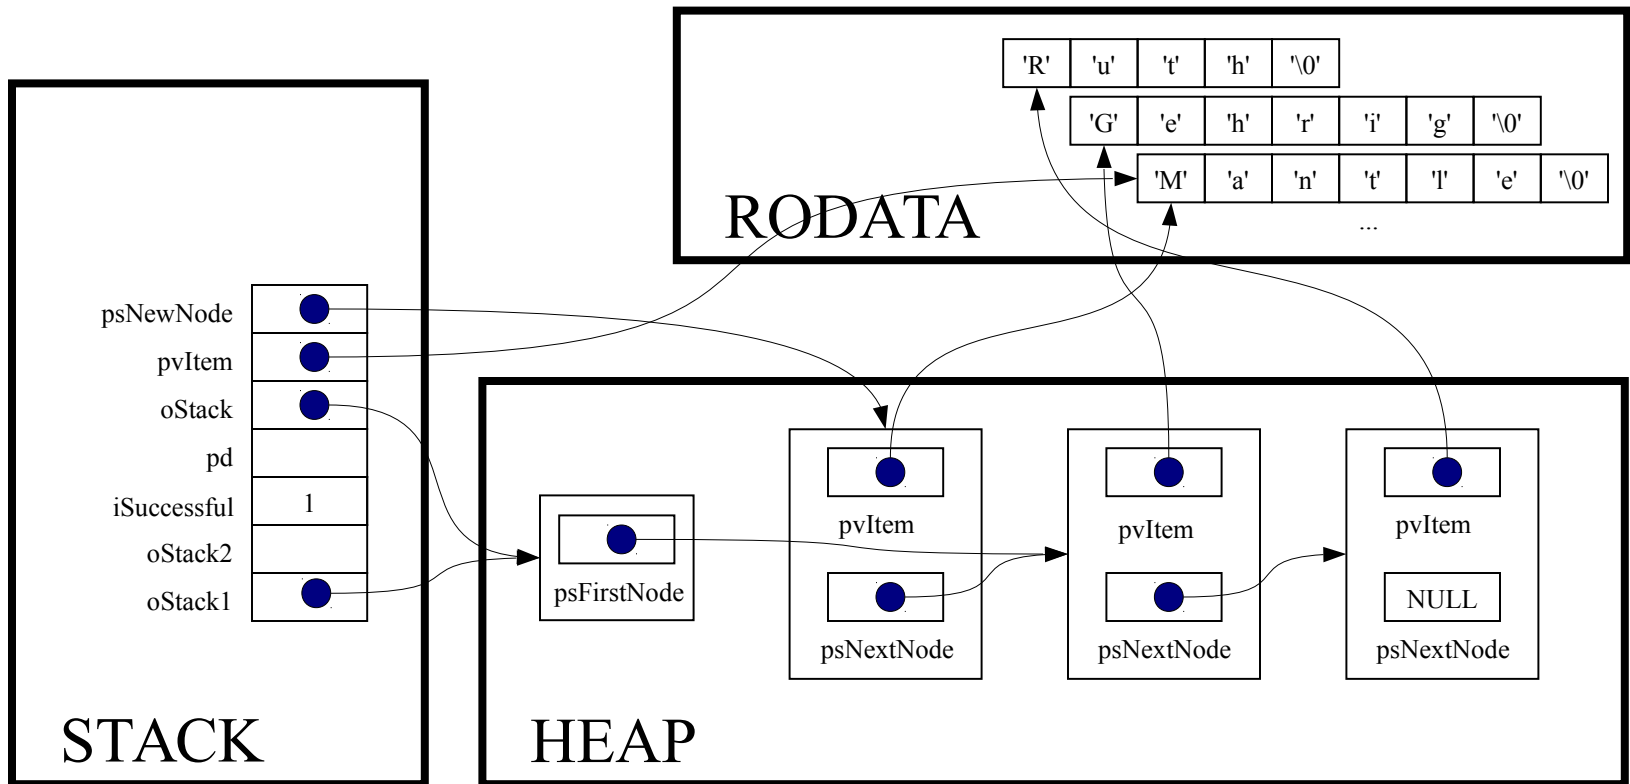 'R' 'u' 't' 'h' '\0'
'G' 'e' 'h' 'r' 'i' 'g' '\0'
'M' 'a' 'n' 't' 'l' 'e' '\0'
...
RODATA
psNewNode
pvItem
oStack
pd
iSuccessful 1
oStack2
oStack1
STACK
psFirstNode
pvItem
psNextNode
pvItem
psNextNode
pvItem
NULL
psNextNode
HEAP